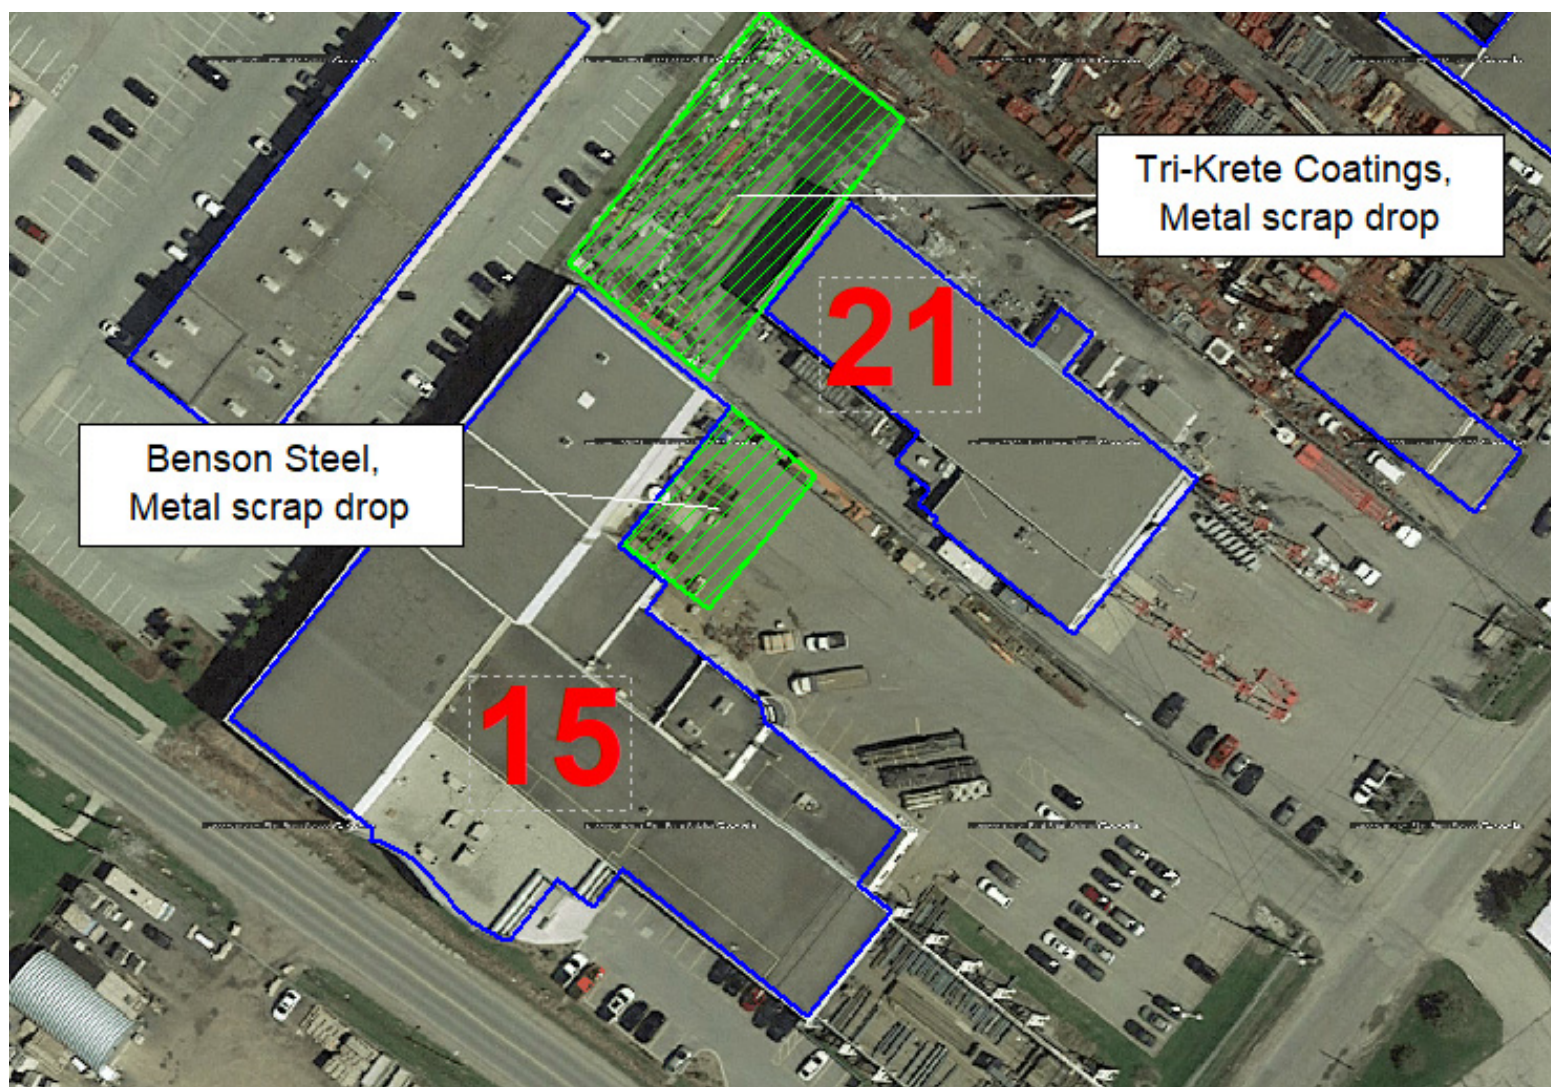 Tri-Krete Coatings,
Metal scrap drop
21
Benson Steel,
Metal scrap drop
15